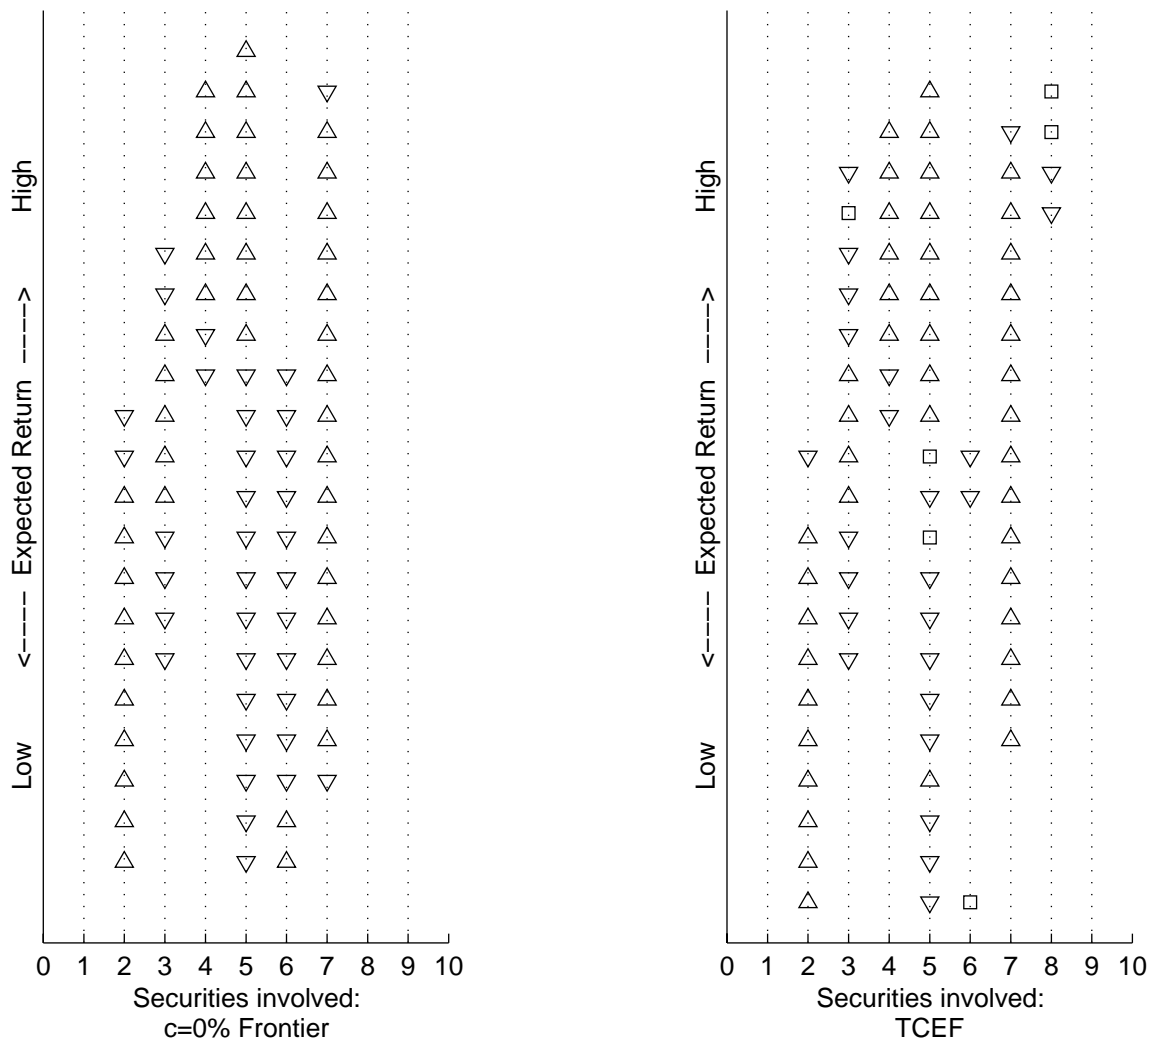 <---- Expected Return ----->
Low
High
0 1 2 3 4 5 6 7 8 9 10
Securities involved:
c=0% Frontier
<---- Expected Return ----->
Low
High
0 1 2 3 4 5 6 7 8 9 10
Securities involved:
TCEF